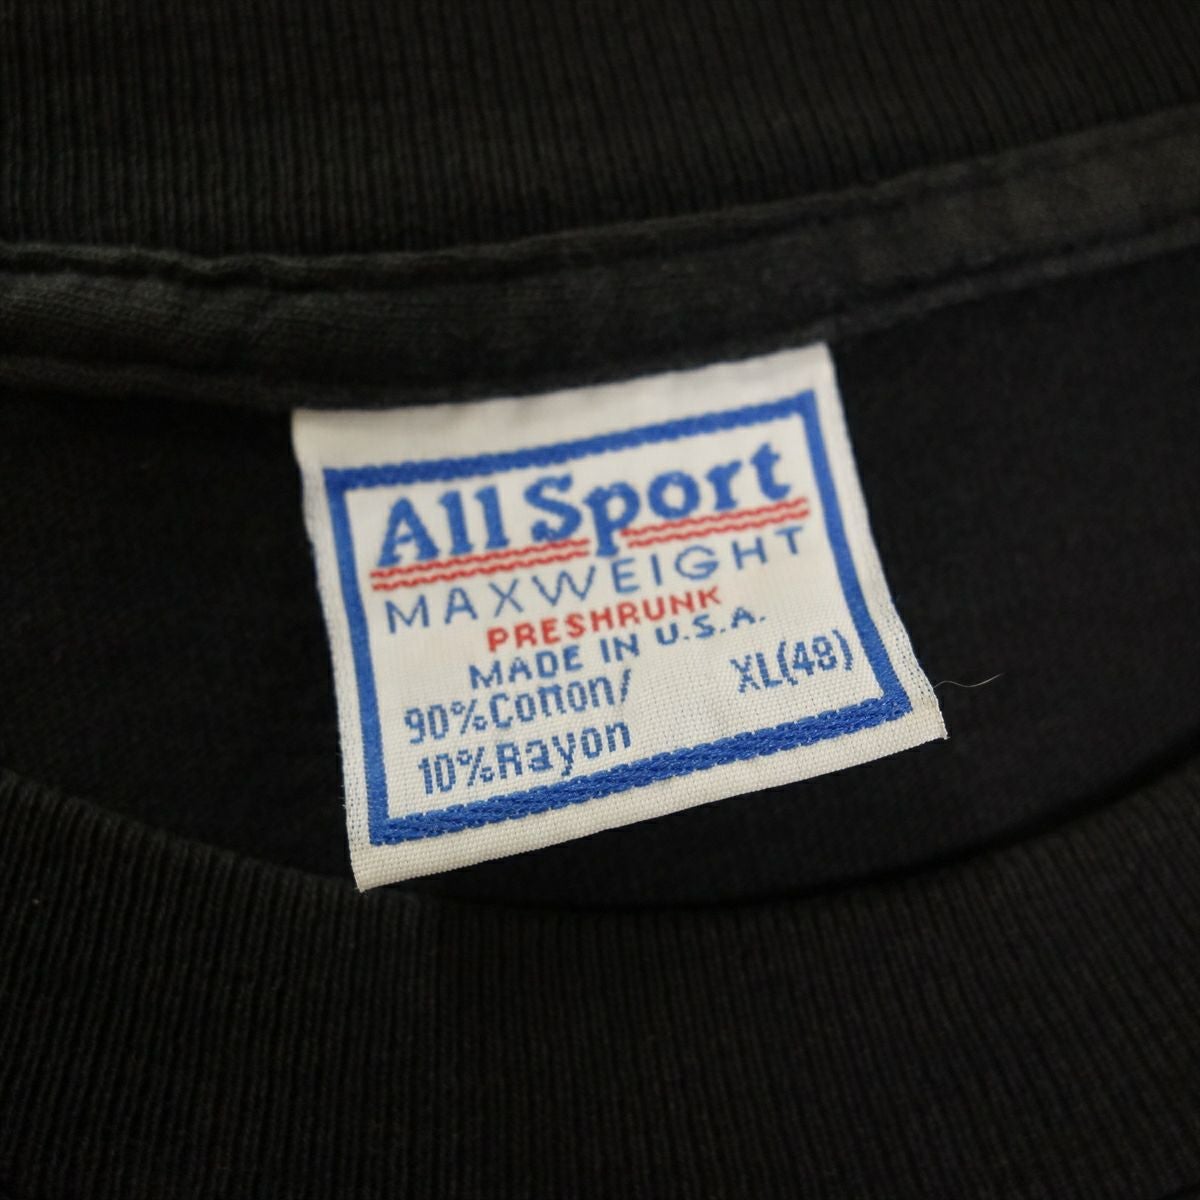 All Sport
MAXWEIGHT
PRESHRUNK
MADE IN U.S.A.
90%Cotton/ XL(48)
10%Rayon